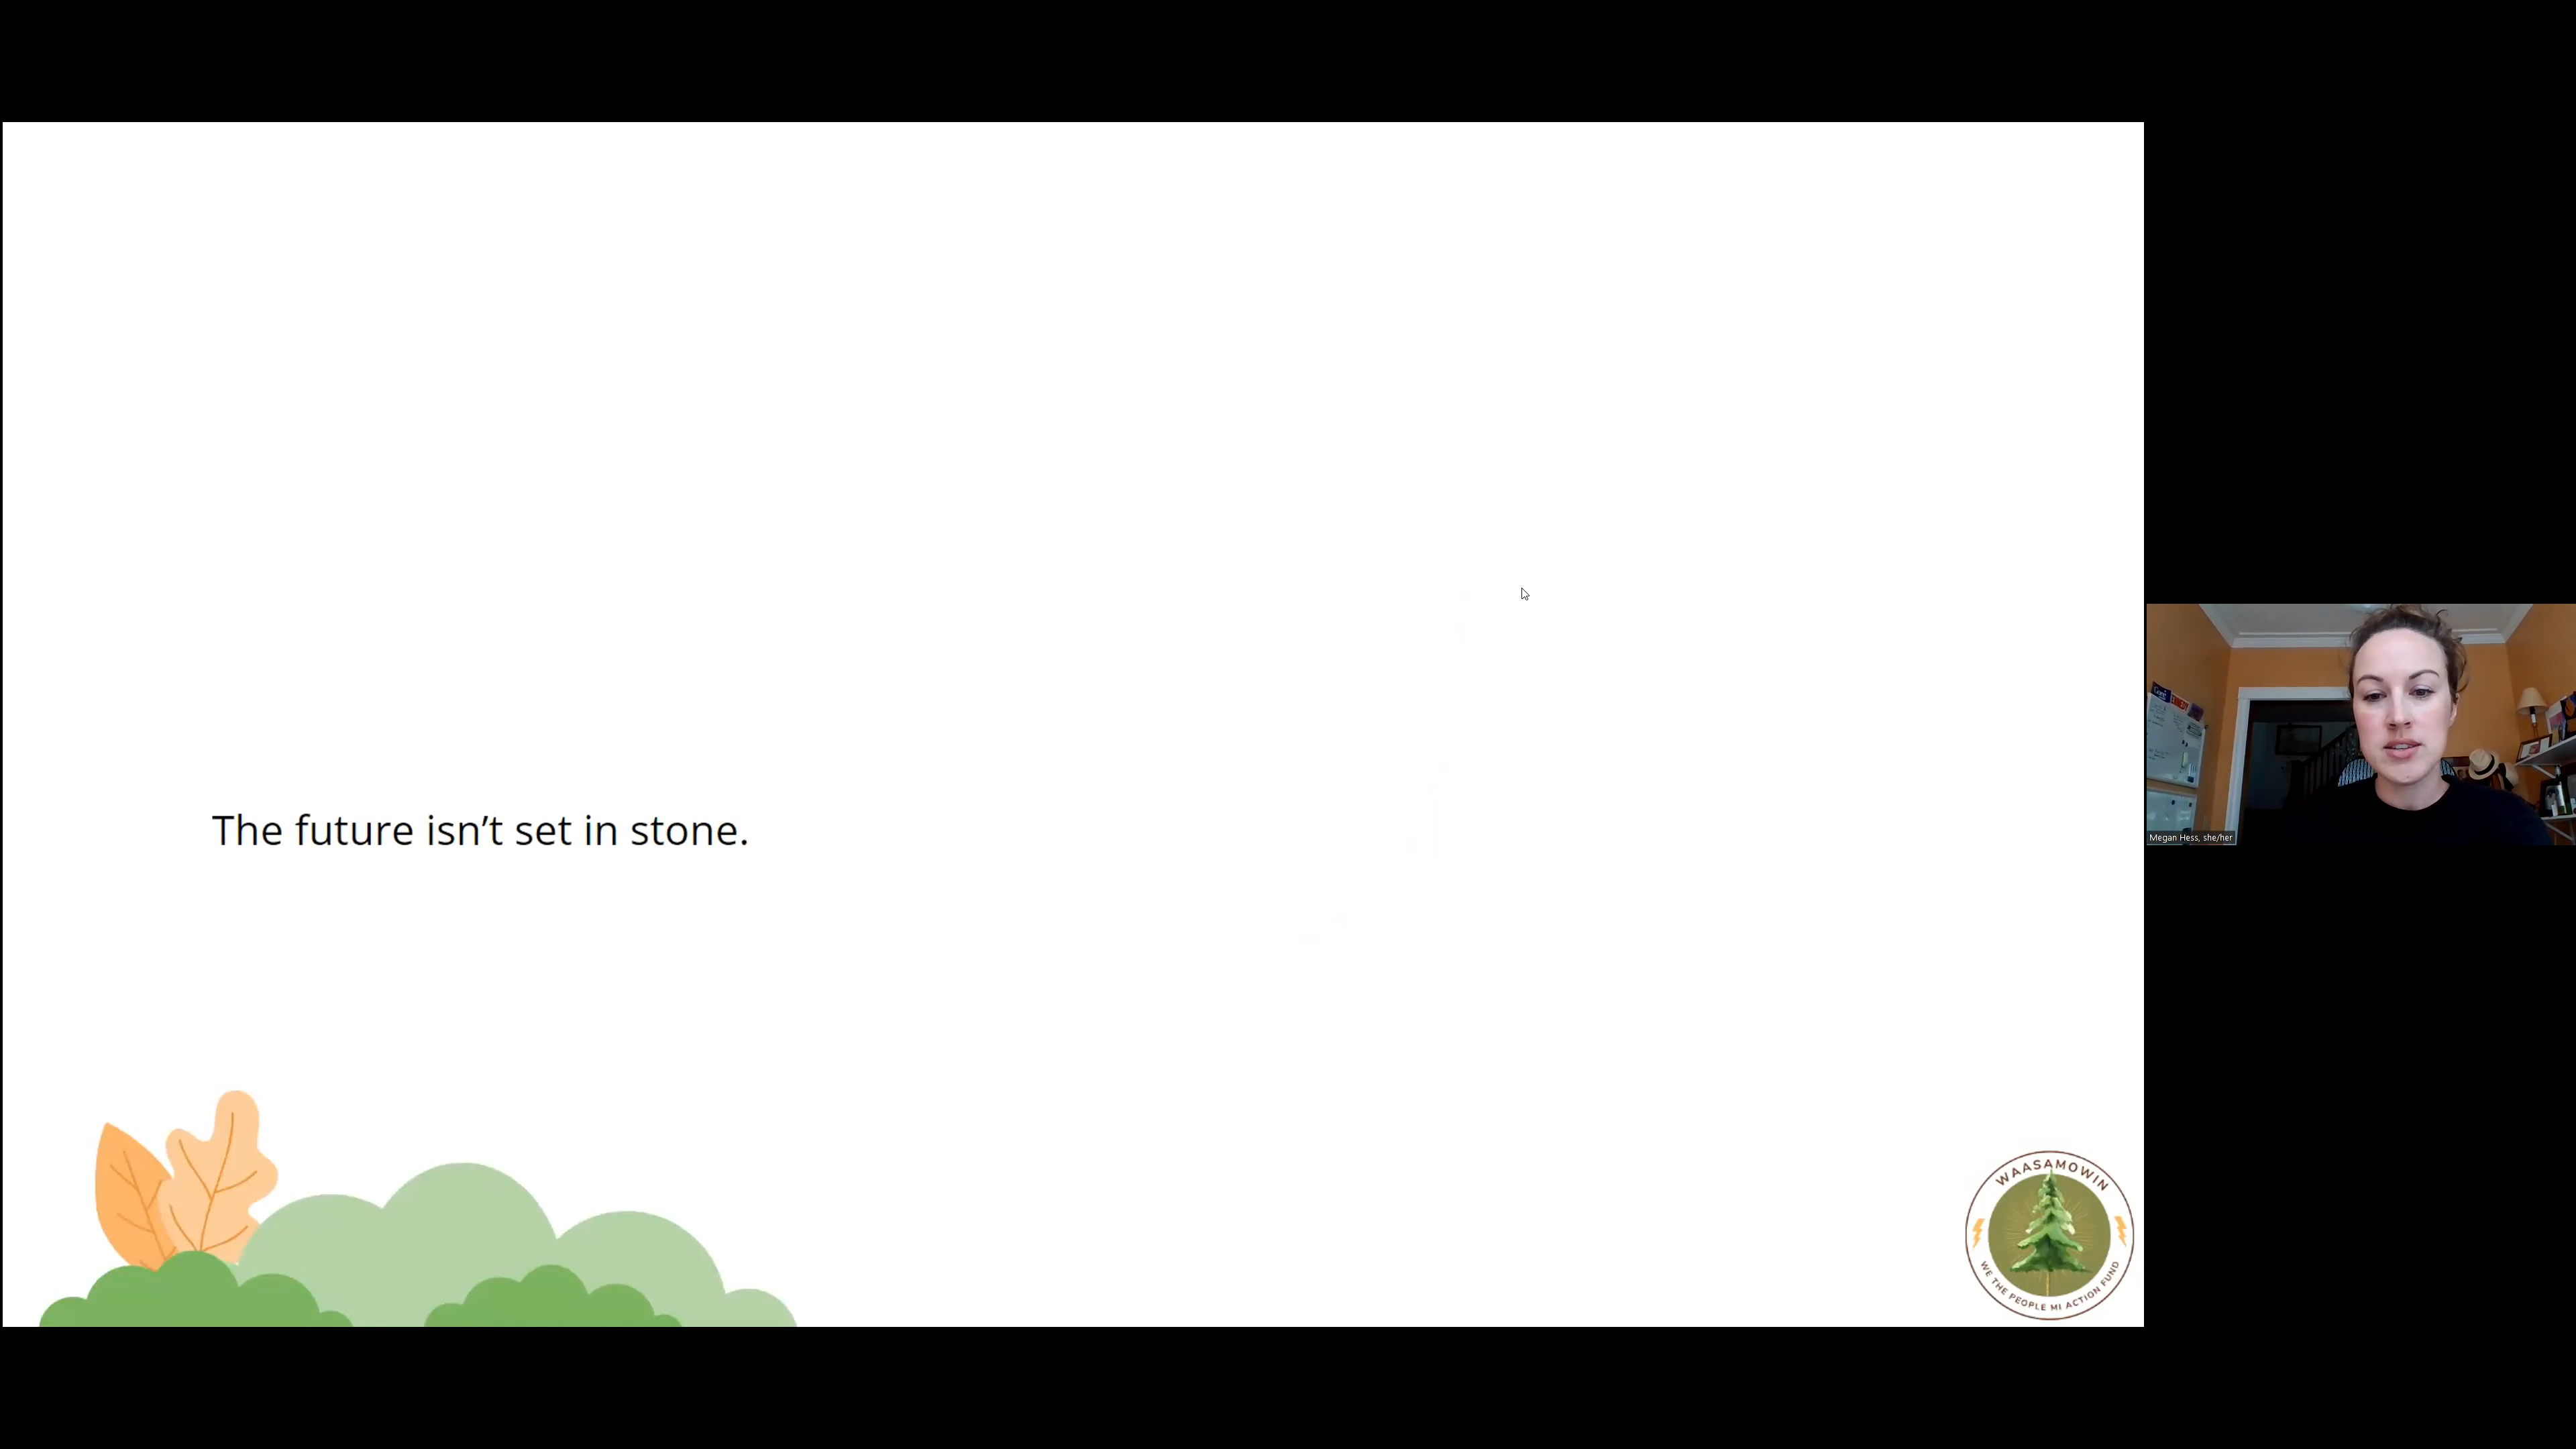 The future isn’t set in stone.
Megan Hess, she/her
WAASAMOWIN
WE THE PEOPLE MI ACTION FUND